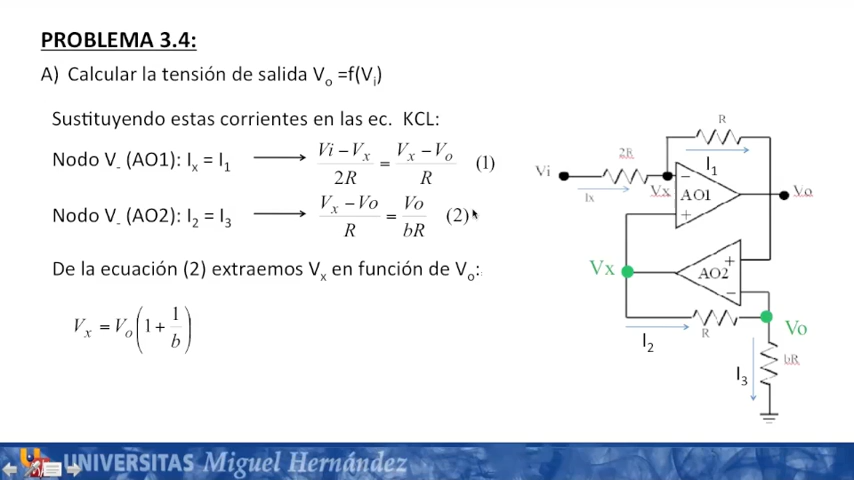 PROBLEMA 3.4:
A) Calcular la tensión de salida Vₒ =f(Vᵢ)
Sustituyendo estas corrientes en las ec. KCL:
Nodo V₋ (AO1): Iₓ = I₁ → (Vi − Vₓ)/2R = (Vₓ − Vₒ)/R (1)
Nodo V₋ (AO2): I₂ = I₃ → (Vₓ − Vo)/R = Vo/bR (2)
De la ecuación (2) extraemos Vₓ en función de Vₒ:
Vₓ = Vₒ(1 + 1/b)
R
I₁
2R
Vi
Ix
Vx
−
AO1
+
Vo
Vx
+
AO2
−
R
I₂
Vo
bR
I₃
UNIVERSITAS Miguel Hernández